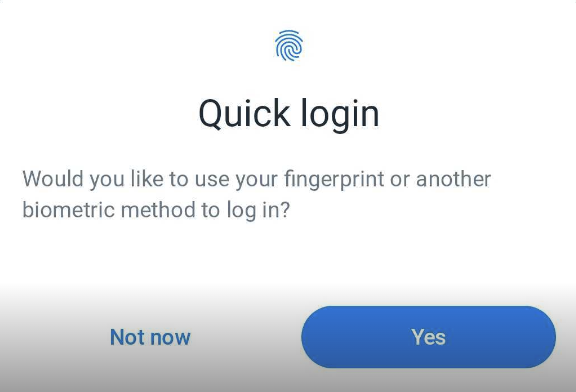 Quick login
Would you like to use your fingerprint or another
biometric method to log in?
Not now
Yes